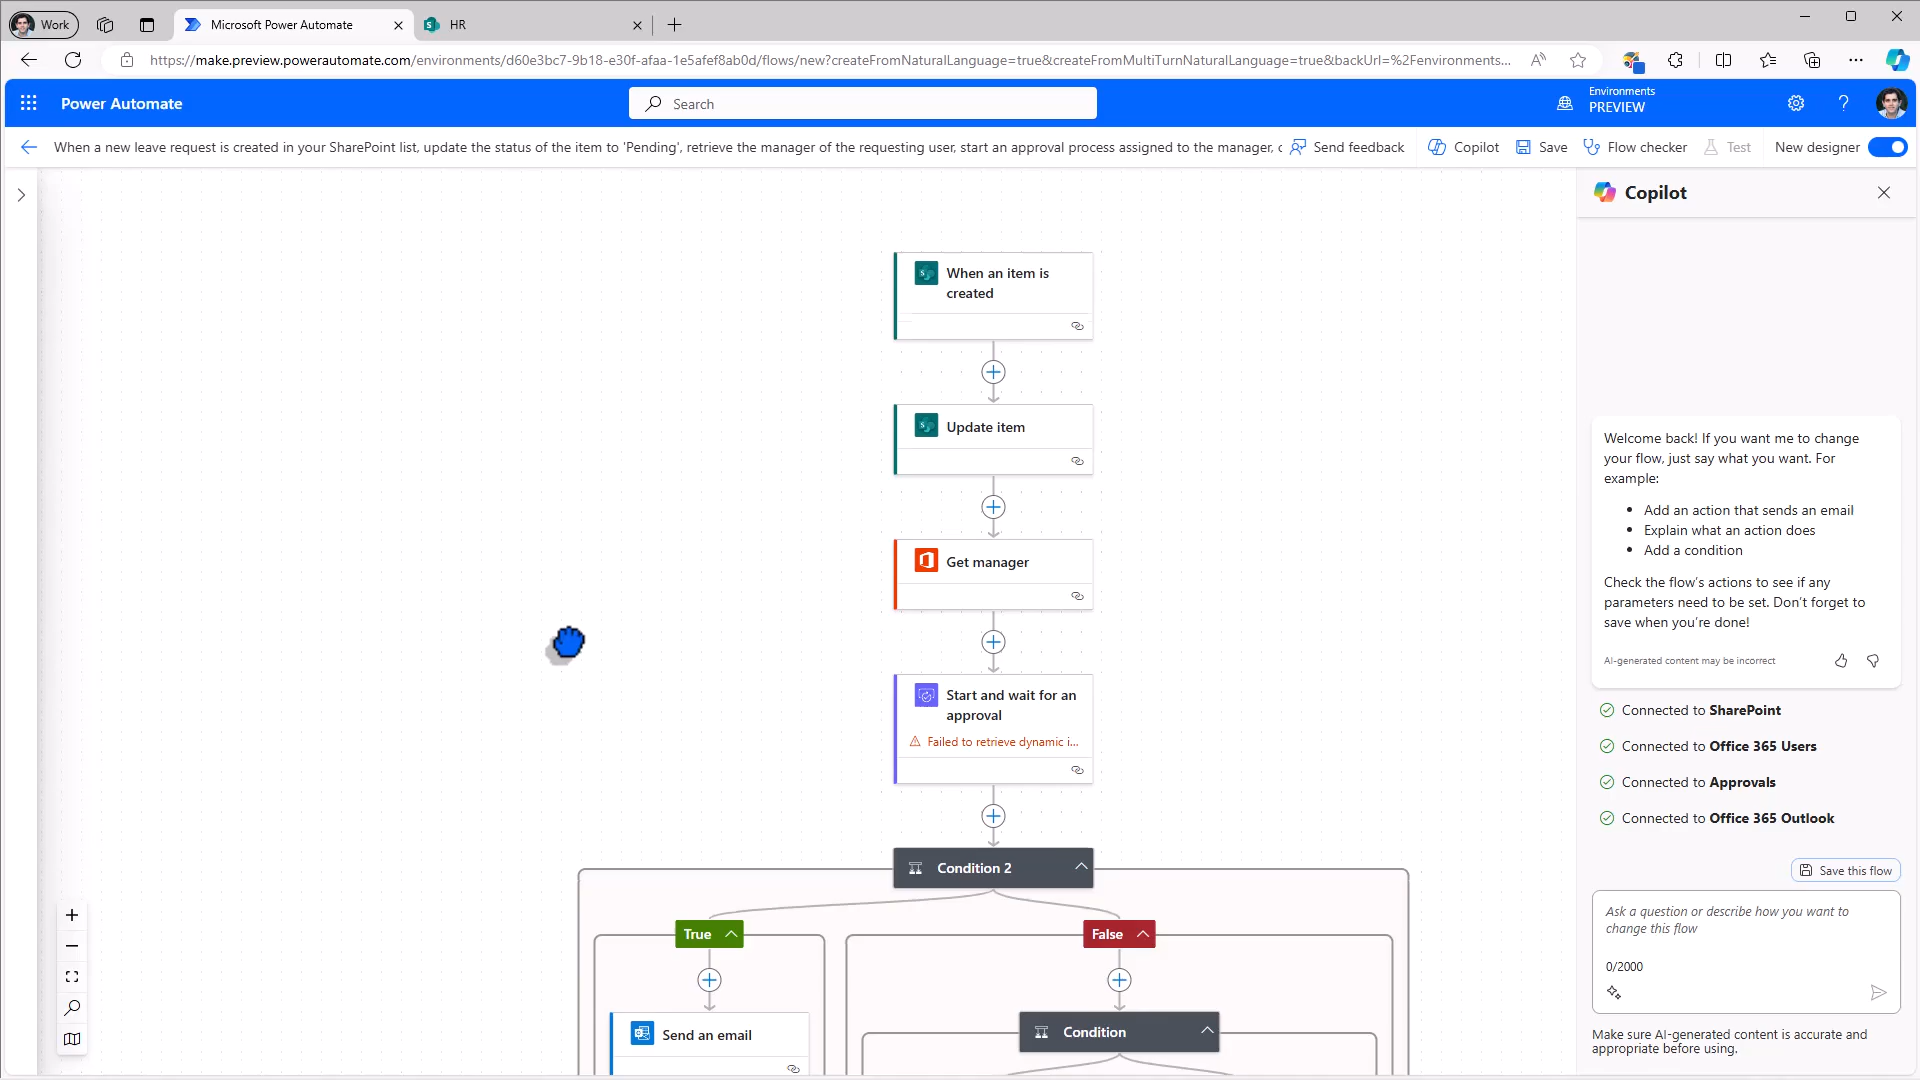 Work
Microsoft Power Automate
HR
https://make.preview.powerautomate.com/environments/d60e3bc7-9b18-e30f-afaa-1e5afef8ab0d/flows/new?createFromNaturalLanguage=true&createFromMultiTurnNaturalLanguage=true&backUrl=%2Fenvironments...
Power Automate
Search
Environments
PREVIEW
When a new leave request is created in your SharePoint list, update the status of the item to 'Pending', retrieve the manager of the requesting user, start an approval process assigned to the manager, c
Send feedback
Copilot
Save
Flow checker
Test
New designer
Copilot
When an item is
created
Update item
Get manager
Start and wait for an
approval
Failed to retrieve dynamic i...
Condition 2
True
False
Send an email
Condition
Welcome back! If you want me to change
your flow, just say what you want. For
example:
• Add an action that sends an email
• Explain what an action does
• Add a condition
Check the flow's actions to see if any
parameters need to be set. Don't forget to
save when you're done!
AI-generated content may be incorrect
Connected to SharePoint
Connected to Office 365 Users
Connected to Approvals
Connected to Office 365 Outlook
Save this flow
Ask a question or describe how you want to
change this flow
0/2000
Make sure AI-generated content is accurate and
appropriate before using.